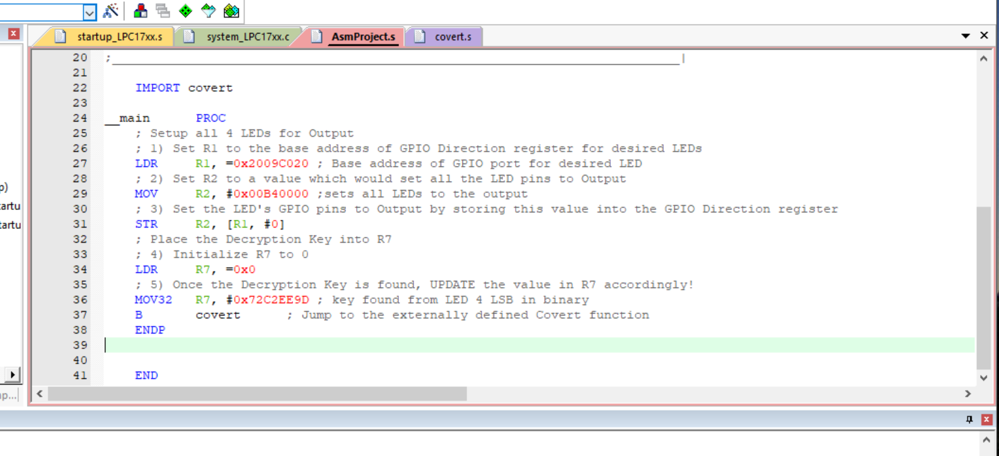 startup_LPC17xx.s system_LPC17xx.c AsmProject.s covert.s
20 ;
21
22 IMPORT covert
23
24 __main PROC
25 ; Setup all 4 LEDs for Output
26 ; 1) Set R1 to the base address of GPIO Direction register for desired LEDs
27 LDR R1, =0x2009C020 ; Base address of GPIO port for desired LED
28 ; 2) Set R2 to a value which would set all the LED pins to Output
29 MOV R2, #0x00B40000 ;sets all LEDs to the output
30 ; 3) Set the LED's GPIO pins to Output by storing this value into the GPIO Direction register
31 STR R2, [R1, #0]
32 ; Place the Decryption Key into R7
33 ; 4) Initialize R7 to 0
34 LDR R7, =0x0
35 ; 5) Once the Decryption Key is found, UPDATE the value in R7 accordingly!
36 MOV32 R7, #0x72C2EE9D ; key found from LED 4 LSB in binary
37 B covert ; Jump to the externally defined Covert function
38 ENDP
39
40
41 END